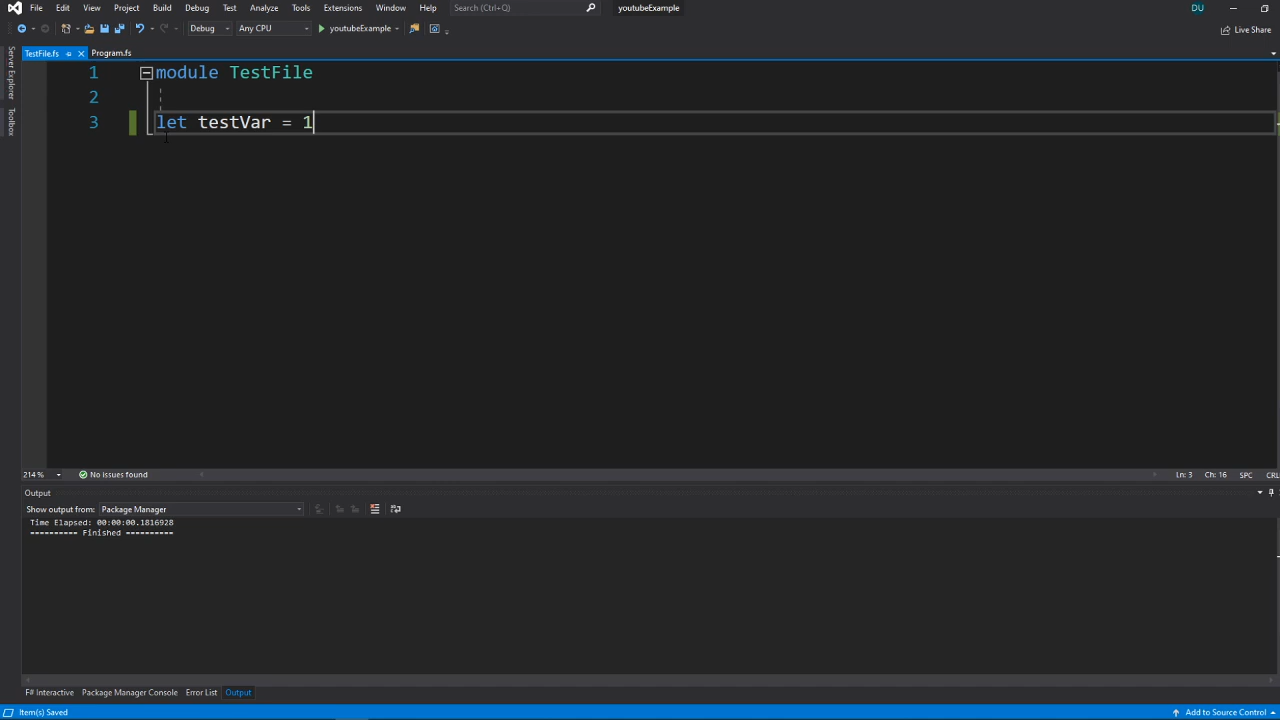 File Edit View Project Build Debug Test Analyze Tools Extensions Window Help Search (Ctrl+Q) youtubeExample DU
Debug Any CPU youtubeExample Live Share
Server Explorer
Toolbox
TestFile.fs Program.fs
1 module TestFile
2
3 let testVar = 1
214 % No issues found Ln: 3 Ch: 16 SPC CRL
Output
Show output from: Package Manager
Time Elapsed: 00:00:00.1816928
========== Finished ==========
F# Interactive Package Manager Console Error List Output
Item(s) Saved Add to Source Control